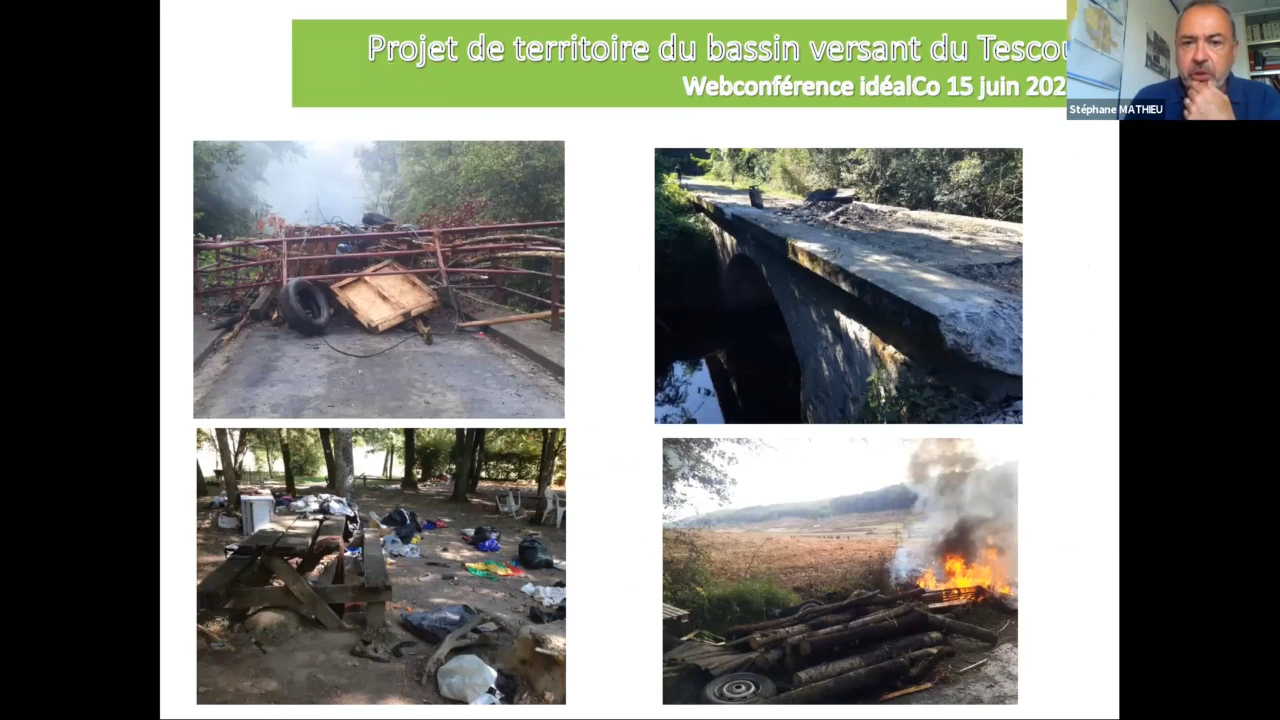 Projet de territoire du bassin versant du Tescou
Webconférence idéalCo 15 juin 202
Stéphane MATHIEU